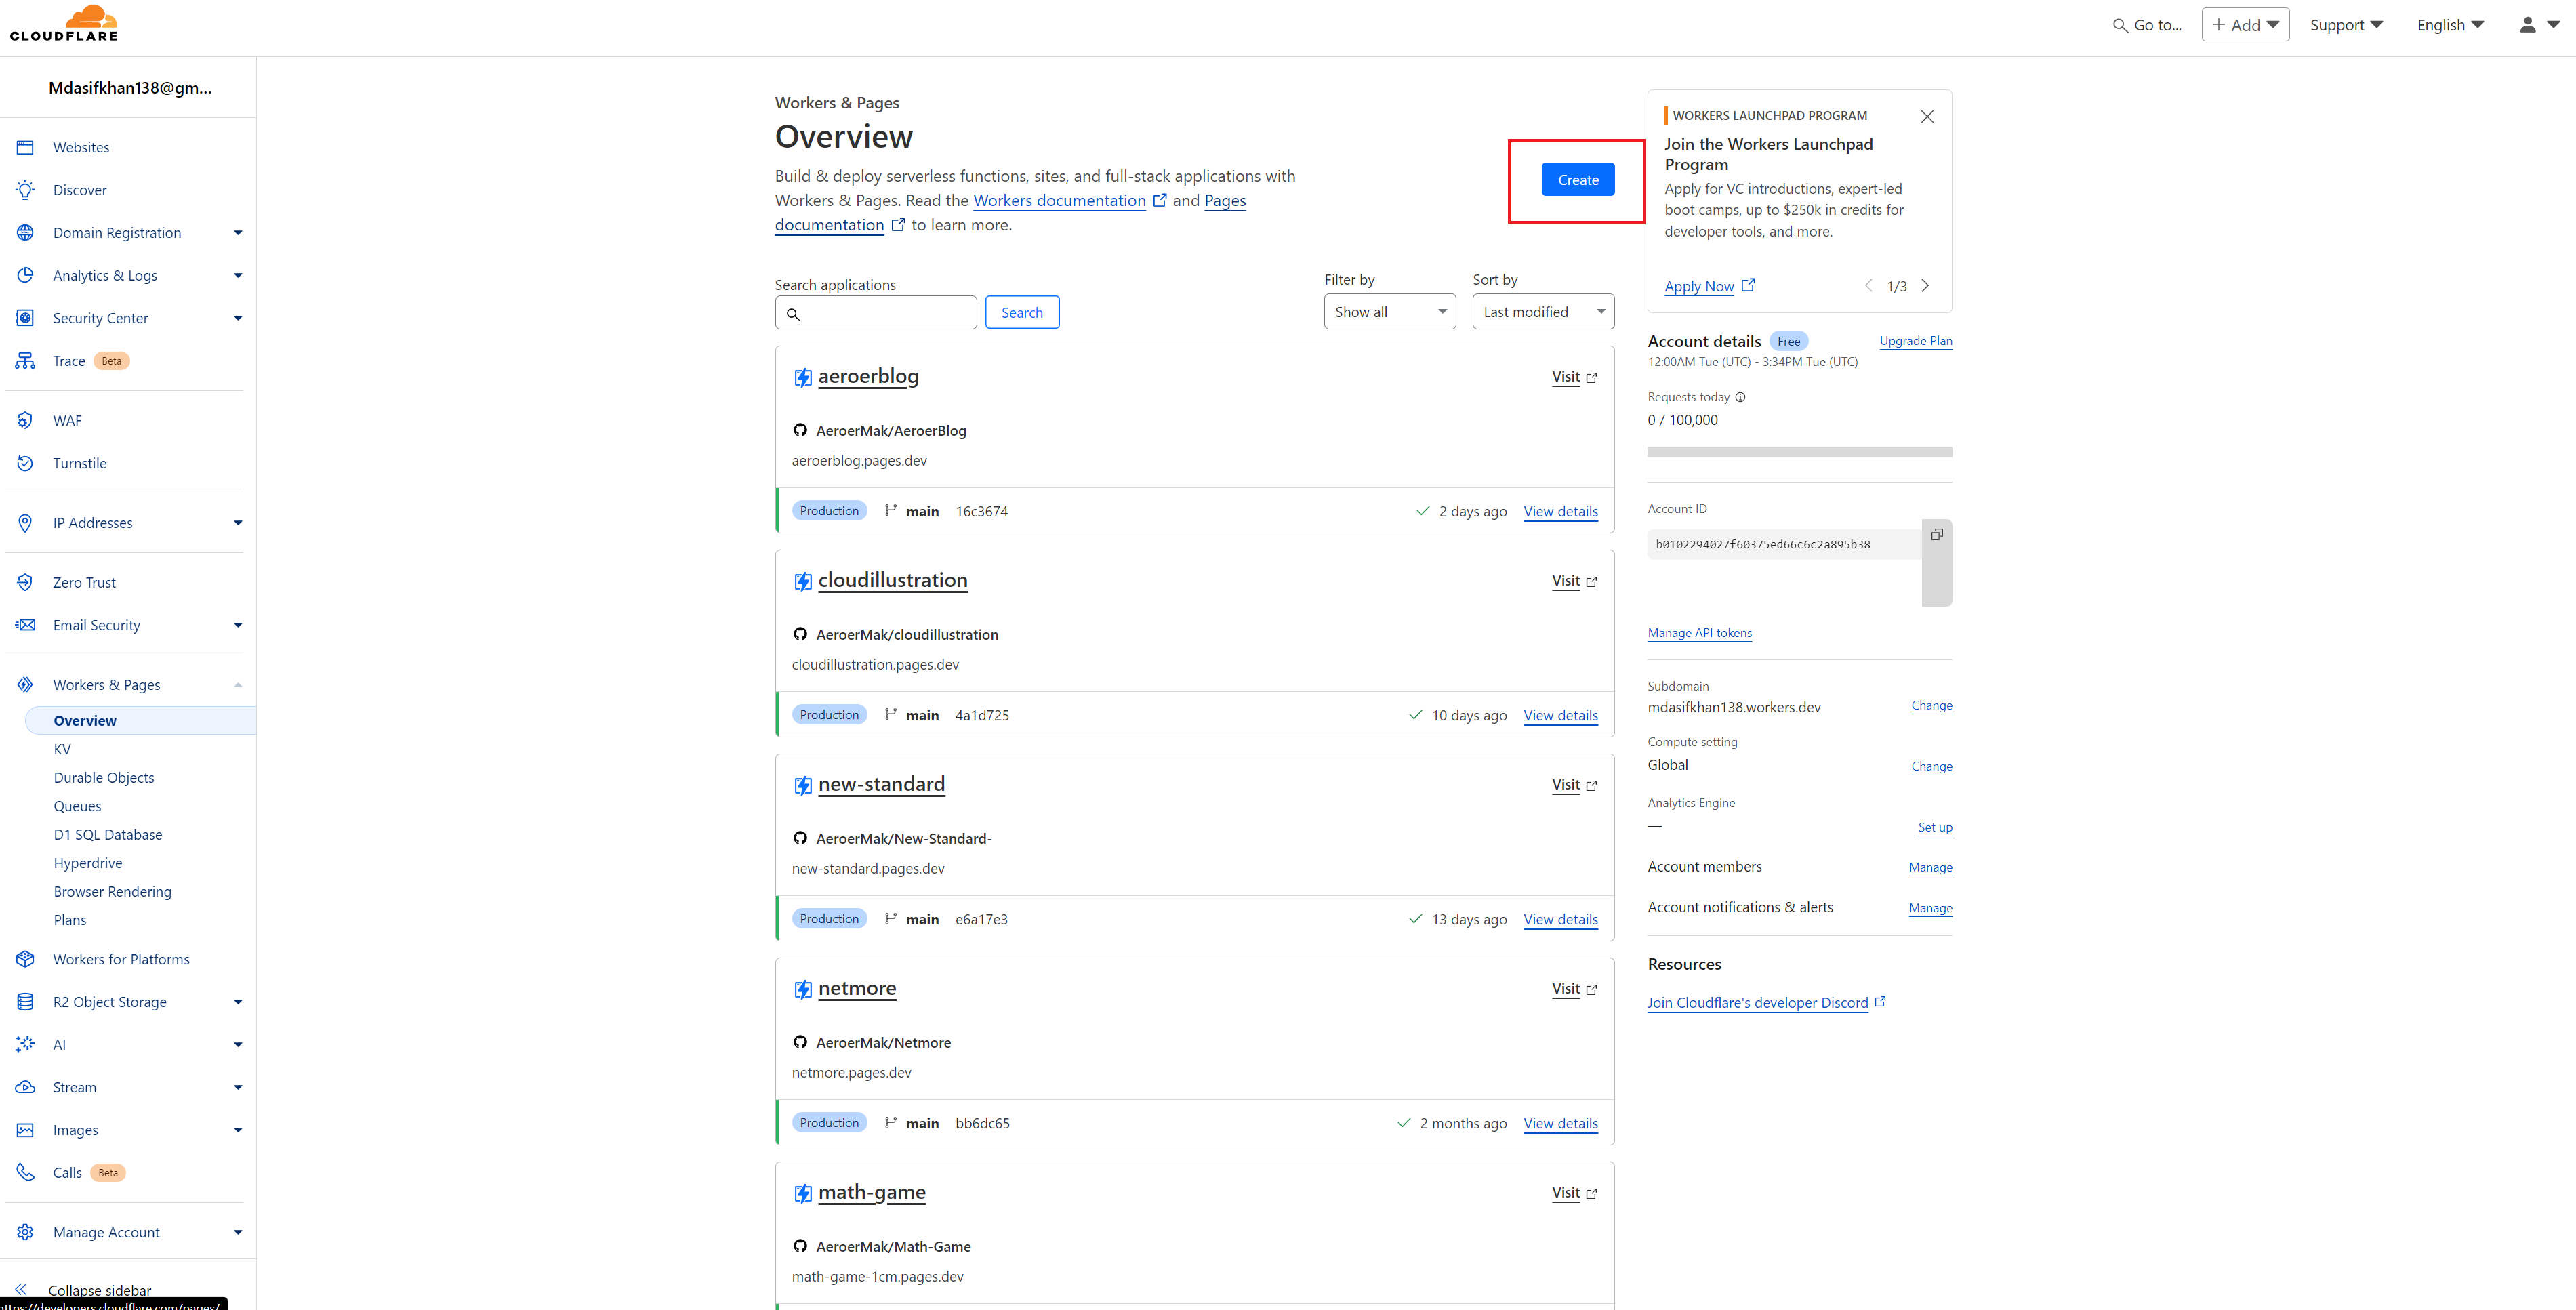 CLOUDFLARE
Go to...
Add
Support
English
Mdasifkhan138@gm...
Websites
Discover
Domain Registration
Analytics & Logs
Security Center
Trace Beta
WAF
Turnstile
IP Addresses
Zero Trust
Email Security
Workers & Pages
Overview
KV
Durable Objects
Queues
D1 SQL Database
Hyperdrive
Browser Rendering
Plans
Workers for Platforms
R2 Object Storage
AI
Stream
Images
Calls Beta
Manage Account
Collapse sidebar
https://developers.cloudflare.com/pages/
Workers & Pages
Overview
Build & deploy serverless functions, sites, and full-stack applications with
Workers & Pages. Read the Workers documentation and Pages
documentation to learn more.
Create
Search applications
Search
Filter by
Show all
Sort by
Last modified
aeroerblog
Visit
AeroerMak/AeroerBlog
aeroerblog.pages.dev
Production main 16c3674 2 days ago View details
cloudillustration
Visit
AeroerMak/cloudillustration
cloudillustration.pages.dev
Production main 4a1d725 10 days ago View details
new-standard
Visit
AeroerMak/New-Standard-
new-standard.pages.dev
Production main e6a17e3 13 days ago View details
netmore
Visit
AeroerMak/Netmore
netmore.pages.dev
Production main bb6dc65 2 months ago View details
math-game
Visit
AeroerMak/Math-Game
math-game-1cm.pages.dev
WORKERS LAUNCHPAD PROGRAM
Join the Workers Launchpad
Program
Apply for VC introductions, expert-led
boot camps, up to $250k in credits for
developer tools, and more.
Apply Now
1/3
Account details Free Upgrade Plan
12:00AM Tue (UTC) - 3:34PM Tue (UTC)
Requests today
0 / 100,000
Account ID
b0102294027f60375ed66c6c2a895b38
Manage API tokens
Subdomain
mdasifkhan138.workers.dev Change
Compute setting
Global Change
Analytics Engine
— Set up
Account members Manage
Account notifications & alerts Manage
Resources
Join Cloudflare's developer Discord